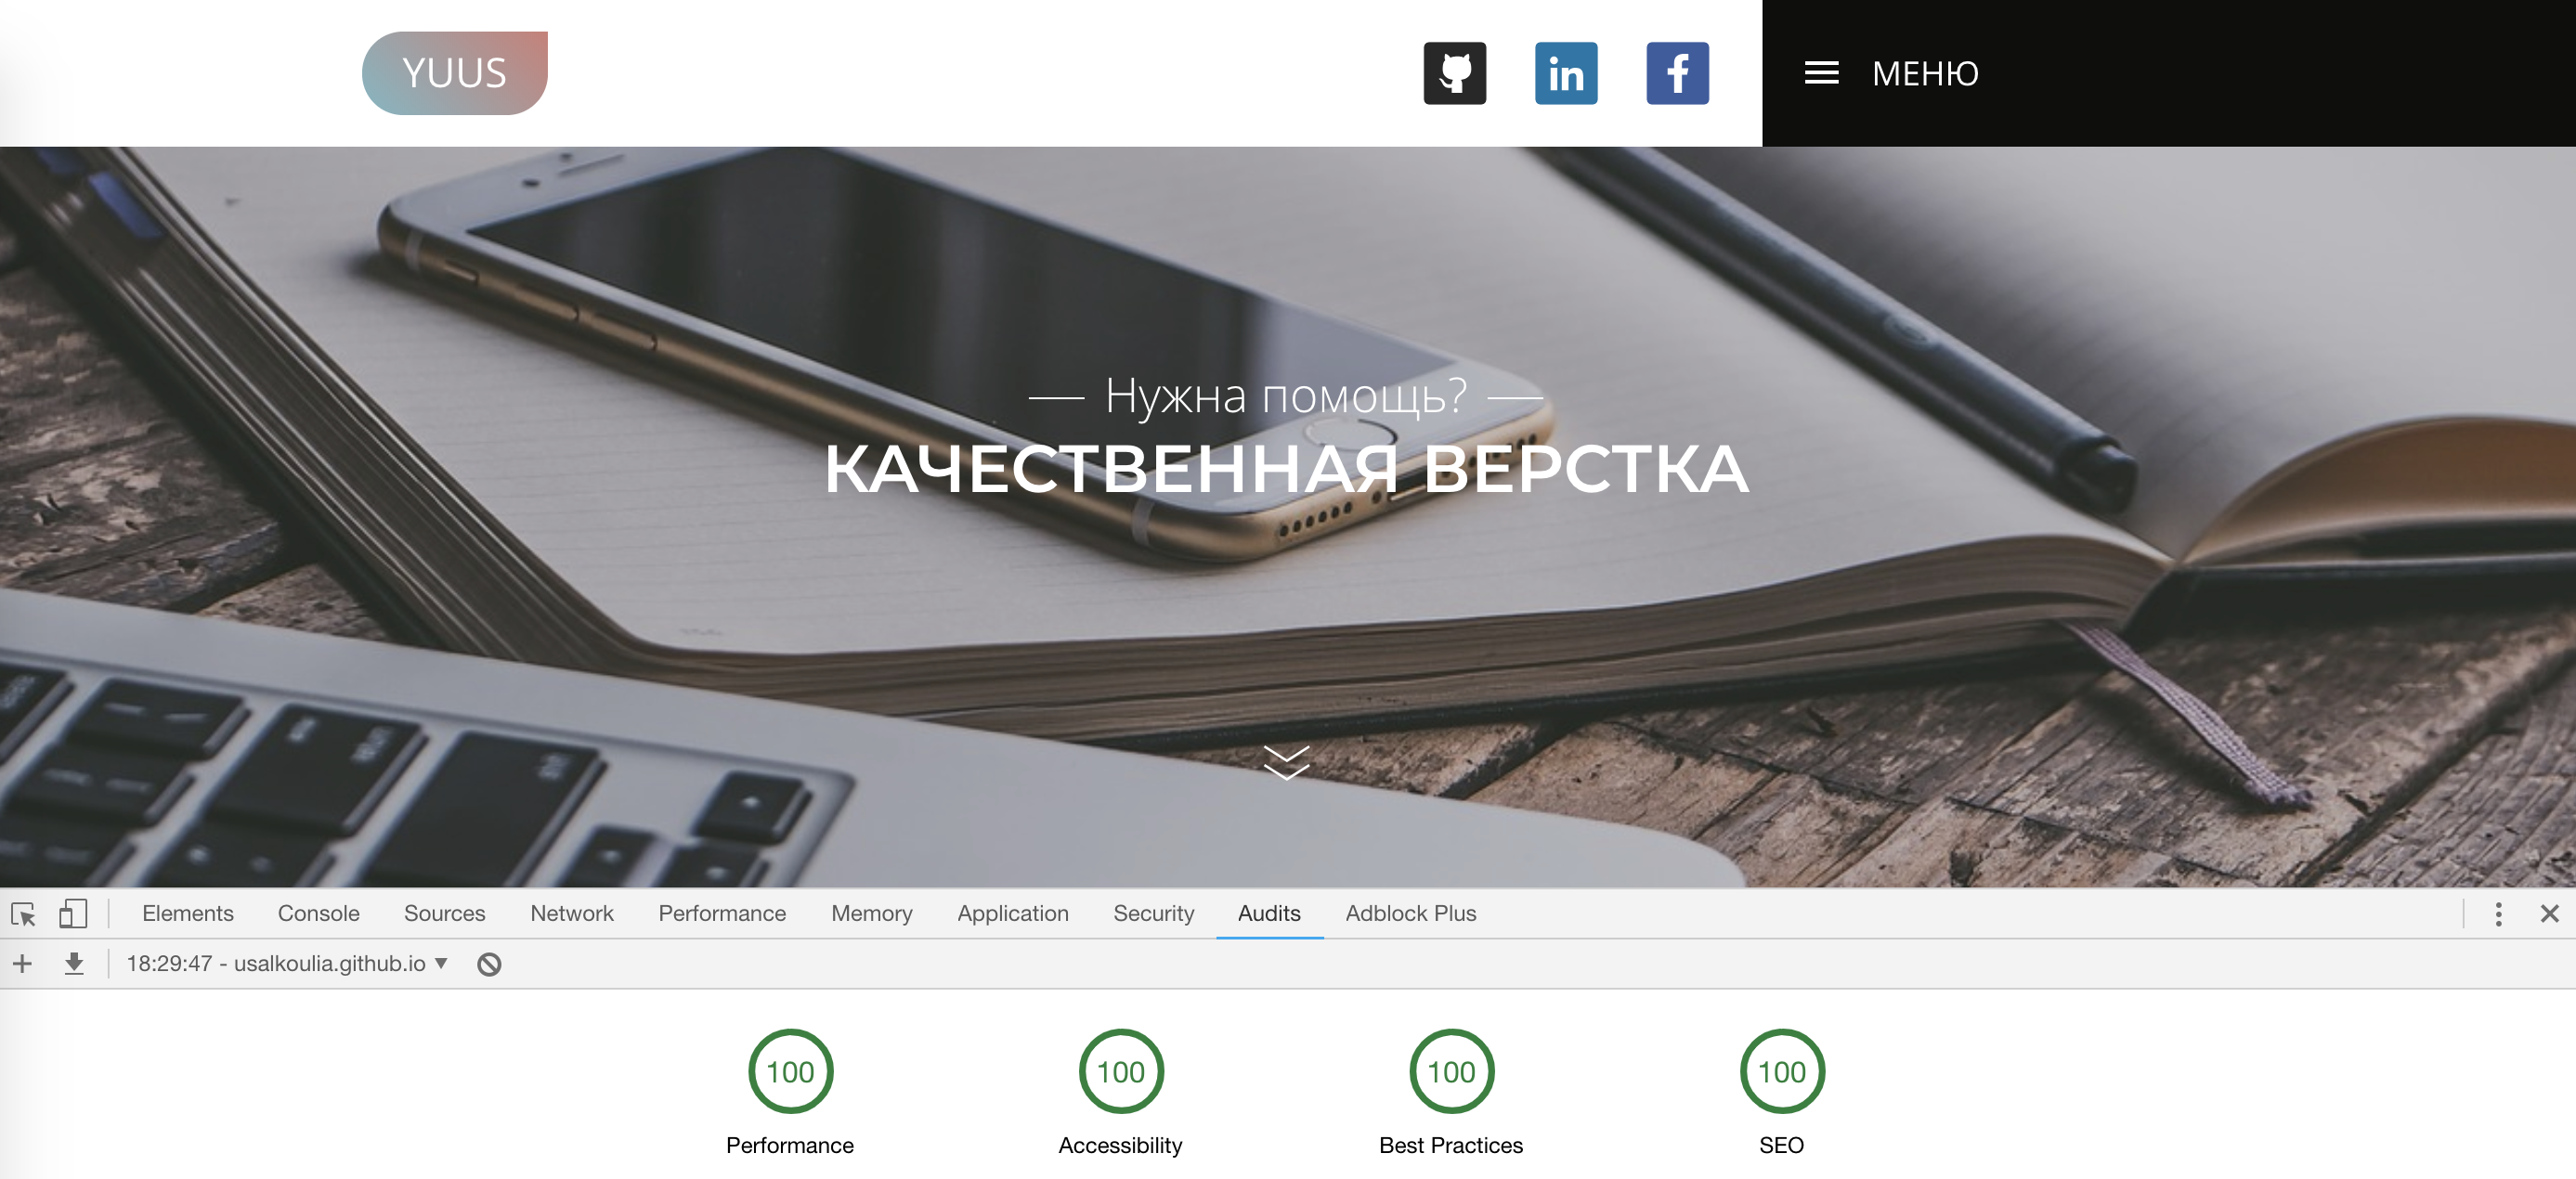 YUUS
in
f
МЕНЮ
Нужна помощь?
КАЧЕСТВЕННАЯ ВЕРСТКА
Elements Console Sources Network Performance Memory Application Security Audits Adblock Plus
18:29:47 - usalkoulia.github.io
100 100 100 100
Performance Accessibility Best Practices SEO